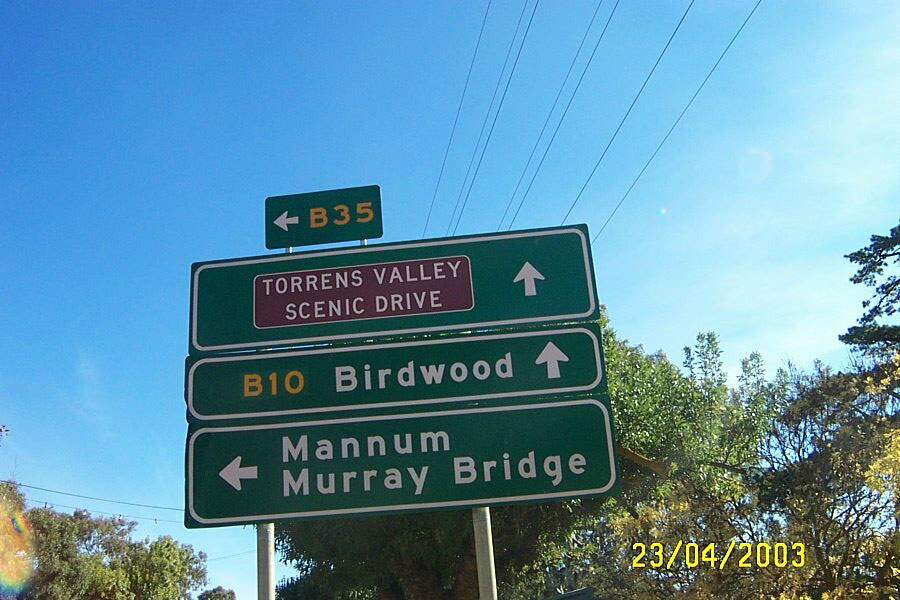 B35
TORRENS VALLEY
SCENIC DRIVE
B10 Birdwood
Mannum
Murray Bridge
23/04/2003